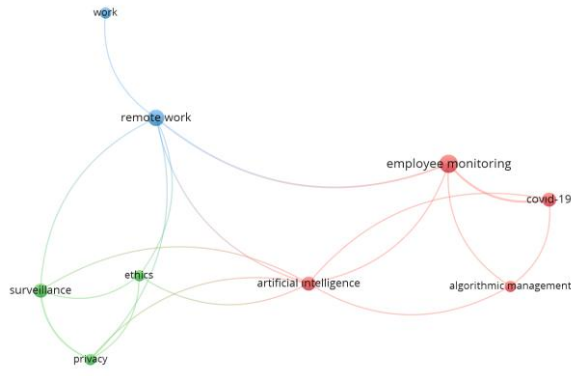 work
remote work
employee monitoring
covid-19
ethics
surveillance
artificial intelligence
algorithmic management
privacy